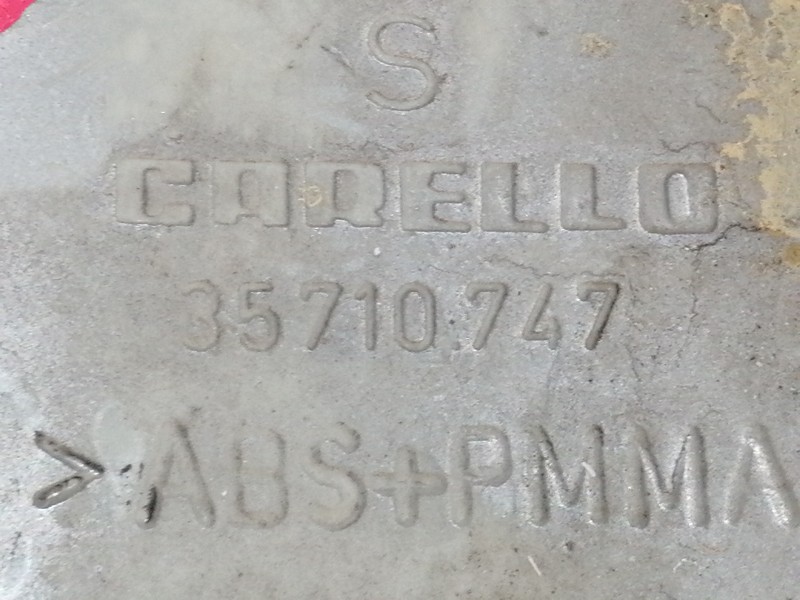 S
CARELLO
35710.747
>ABS+PMMA